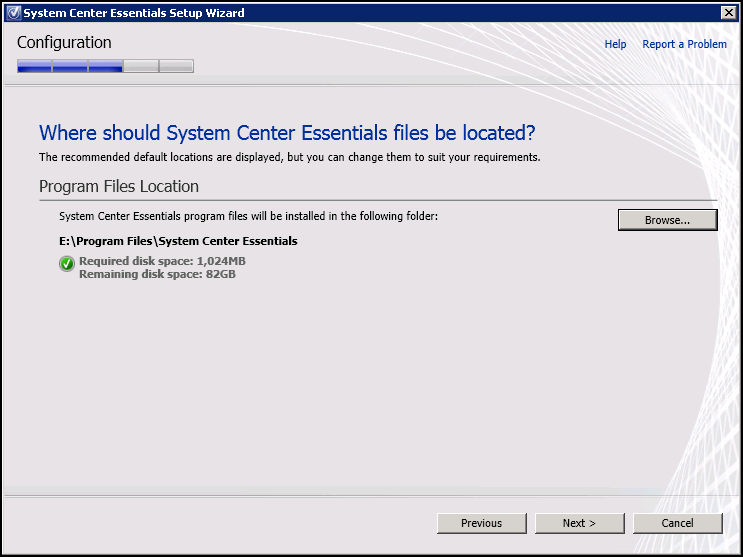 System Center Essentials Setup Wizard
Configuration
Help Report a Problem
Where should System Center Essentials files be located?
The recommended default locations are displayed, but you can change them to suit your requirements.
Program Files Location
System Center Essentials program files will be installed in the following folder:
Browse...
E:\Program Files\System Center Essentials
Required disk space: 1,024MB
Remaining disk space: 82GB
Previous Next > Cancel